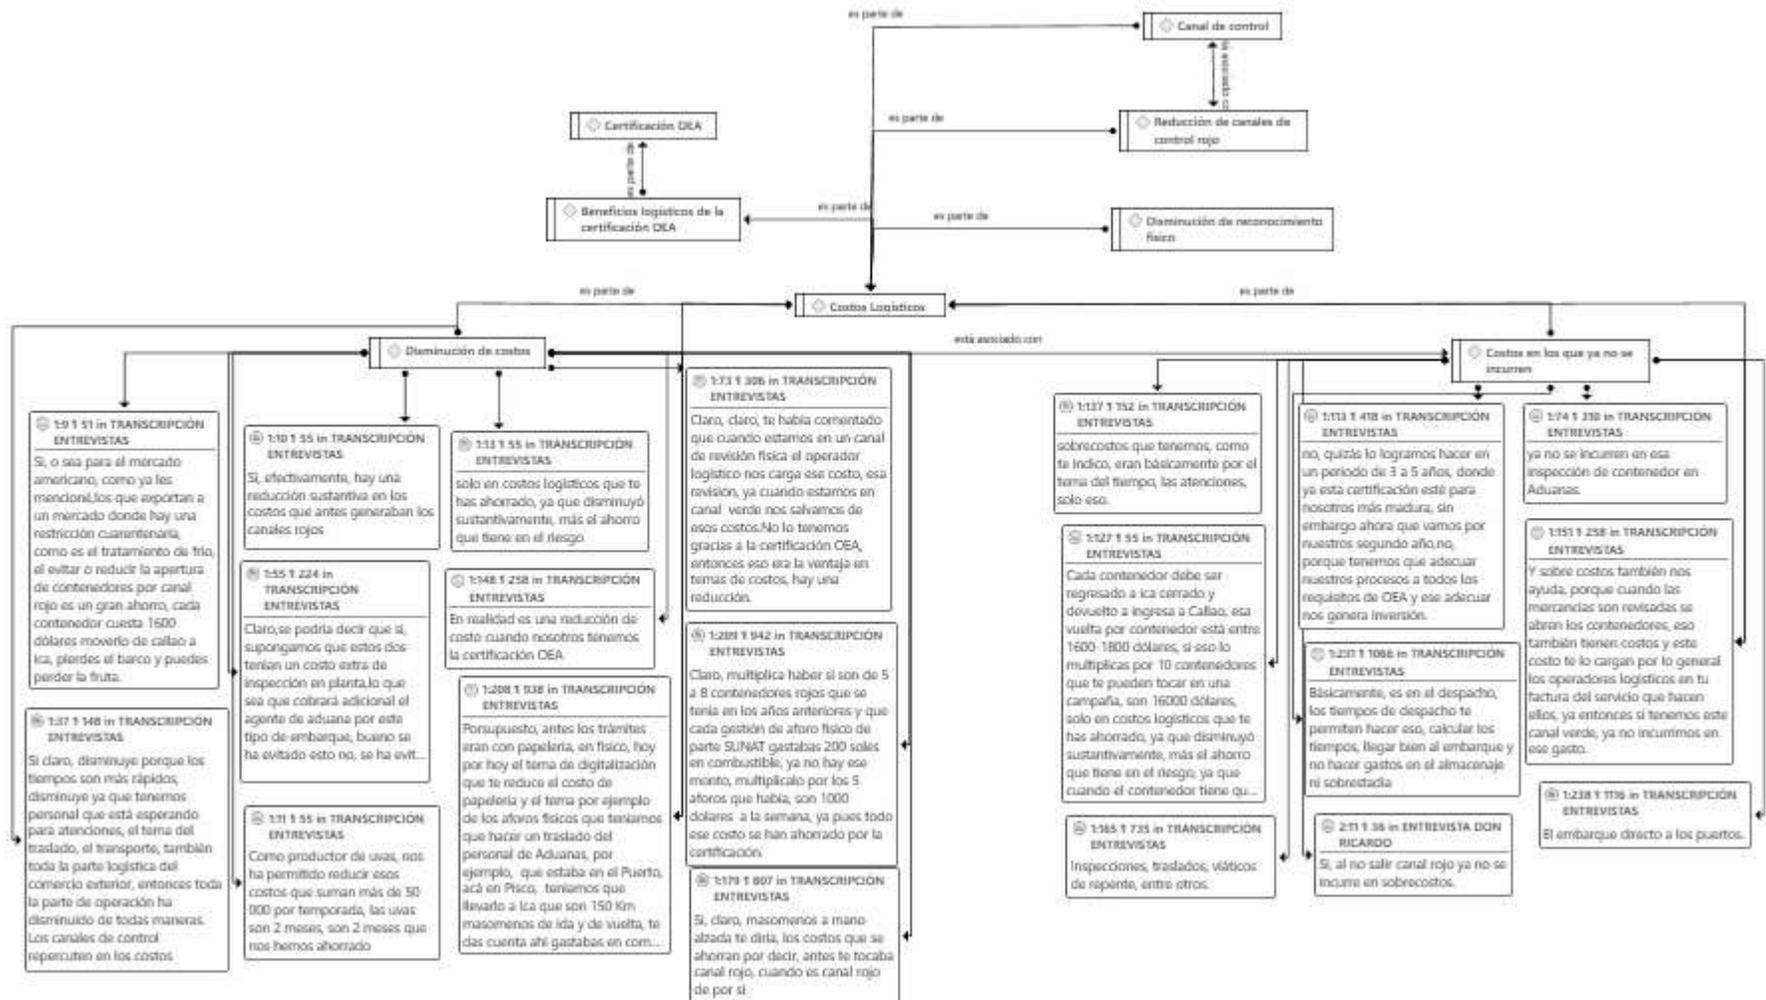 es parte de
Canal de control
es parte de
Reducción de canales de
control rojo
Certificación OEA
es parte de
Beneficios logísticos de la
certificación OEA
es parte de
es parte de
Disminución de reconocimiento
físico
es parte de
Costos Logísticos
es parte de
Disminución de costos
está asociado con
Costos en los que ya no se
incurren
1:9 ¶ 51 in TRANSCRIPCIÓN
ENTREVISTAS
Si, o sea para el mercado
americano, como ya les
mencioné,los que exportan a
un mercado donde hay una
restricción cuarentenaria,
como es el tratamiento de frío,
el evitar o reducir la apertura
de contenedores por canal
rojo es un gran ahorro, cada
contenedor cuesta 1600
dólares moverlo de callao a
ica, pierdes el barco y puedes
perder la fruta.
1:37 ¶ 148 in TRANSCRIPCIÓN
ENTREVISTAS
Si claro, disminuye porque los
tiempos son más rápidos,
disminuye ya que tenemos
personal que está esperando
para atenciones, el tema del
traslado, el transporte, también
toda la parte logística del
comercio exterior, entonces toda
la parte de operación ha
disminuido de todas maneras.
Los canales de control
repercuten en los costos
1:10 ¶ 55 in TRANSCRIPCIÓN
ENTREVISTAS
Si, efectivamente, hay una
reducción sustantiva en los
costos que antes generaban los
canales rojos
1:55 ¶ 224 in
TRANSCRIPCIÓN
ENTREVISTAS
Claro,se podría decir que si,
supongamos que estos dos
tenían un costo extra de
inspección en planta,lo que
sea que cobrará adicional el
agente de aduana por este
tipo de embarque, bueno se
ha evitado esto no, se ha evit...
1:11 ¶ 55 in TRANSCRIPCIÓN
ENTREVISTAS
Como productor de uvas, nos
ha permitido reducir esos
costos que suman más de 50
000 por temporada, las uvas
son 2 meses, son 2 meses que
nos hemos ahorrado
1:13 ¶ 55 in TRANSCRIPCIÓN
ENTREVISTAS
solo en costos logísticos que te
has ahorrado, ya que disminuyó
sustantivamente, más el ahorro
que tiene en el riesgo
1:148 ¶ 258 in TRANSCRIPCIÓN
ENTREVISTAS
En realidad es una reducción de
costo cuando nosotros tenemos
la certificación OEA
1:208 ¶ 938 in TRANSCRIPCIÓN
ENTREVISTAS
Porsupuesto, antes los trámites
eran con papelería, en físico, hoy
por hoy el tema de digitalización
que te reduce el costo de
papelería y el tema por ejemplo
de los aforos físicos que teníamos
que hacer un traslado del
personal de Aduanas, por
ejemplo, que estaba en el Puerto,
acá en Pisco, teníamos que
llevarlo a Ica que son 150 Km
masomenos de ida y de vuelta, te
das cuenta ahí gastabas en com...
1:73 ¶ 306 in TRANSCRIPCIÓN
ENTREVISTAS
Claro, claro, te había comentado
que cuando estamos en un canal
de revisión física el operador
logístico nos carga ese costo, esa
revisión, ya cuando estamos en
canal verde nos salvamos de
esos costos.No lo tenemos
gracias a la certificación OEA,
entonces eso era la ventaja en
temas de costos, hay una
reducción.
1:209 ¶ 942 in TRANSCRIPCIÓN
ENTREVISTAS
Claro, multiplica haber si son de 5
a 8 contenedores rojos que se
tenía en los años anteriores y que
cada gestión de aforo físico de
parte SUNAT gastabas 200 soles
en combustible, ya no hay ese
monto, multiplícalo por los 5
aforos que había, son 1000
dolares a la semana, ya pues todo
ese costo se han ahorrado por la
certificación.
1:179 ¶ 807 in TRANSCRIPCIÓN
ENTREVISTAS
Si, claro, masomenos a mano
alzada te diría, los costos que se
ahorran por decir, antes te tocaba
canal rojo, cuando es canal rojo
de por si
1:137 ¶ 152 in TRANSCRIPCIÓN
ENTREVISTAS
sobrecostos que tenemos, como
te indico, eran básicamente por el
tema del tiempo, las atenciones,
solo eso.
1:127 ¶ 55 in TRANSCRIPCIÓN
ENTREVISTAS
Cada contenedor debe ser
regresado a ica cerrado y
devuelto a ingresa a Callao, esa
vuelta por contenedor está entre
1600-1800 dólares, si eso lo
multiplicas por 10 contenedores
que te pueden tocar en una
campaña, son 16000 dólares,
solo en costos logísticos que te
has ahorrado, ya que disminuyó
sustantivamente, más el ahorro
que tiene en el riesgo, ya que
cuando el contenedor tiene qu...
1:165 ¶ 735 in TRANSCRIPCIÓN
ENTREVISTAS
Inspecciones, traslados, viáticos
de repente, entre otros.
1:113 ¶ 418 in TRANSCRIPCIÓN
ENTREVISTAS
no, quizás lo logramos hacer en
un periodo de 3 a 5 años, donde
ya esta certificación esté para
nosotros más madura, sin
embargo ahora que vamos por
nuestros segundo año,no,
porque tenemos que adecuar
nuestros procesos a todos los
requisitos de OEA y ese adecuar
nos genera inversión.
1:231 ¶ 1066 in TRANSCRIPCIÓN
ENTREVISTAS
Básicamente, es en el despacho,
los tiempos de despacho te
permiten hacer eso, calcular los
tiempos, llegar bien al embarque y
no hacer gastos en el almacenaje
ni sobrestadía
2:11 ¶ 36 in ENTREVISTA DON
RICARDO
Si, al no salir canal rojo ya no se
incurre en sobrecostos.
1:74 ¶ 310 in TRANSCRIPCIÓN
ENTREVISTAS
ya no se incurren en esa
inspección de contenedor en
Aduanas.
1:151 ¶ 258 in TRANSCRIPCIÓN
ENTREVISTAS
Y sobre costos también nos
ayuda, porque cuando las
mercancías son revisadas se
abren los contenedores, eso
también tienen costos y este
costo te lo cargan por lo general
los operadores logísticos en tu
factura del servicio que hacen
ellos, ya entonces si tenemos este
canal verde, ya no incurrimos en
ese gasto.
1:238 ¶ 1116 in TRANSCRIPCIÓN
ENTREVISTAS
El embarque directo a los puertos.